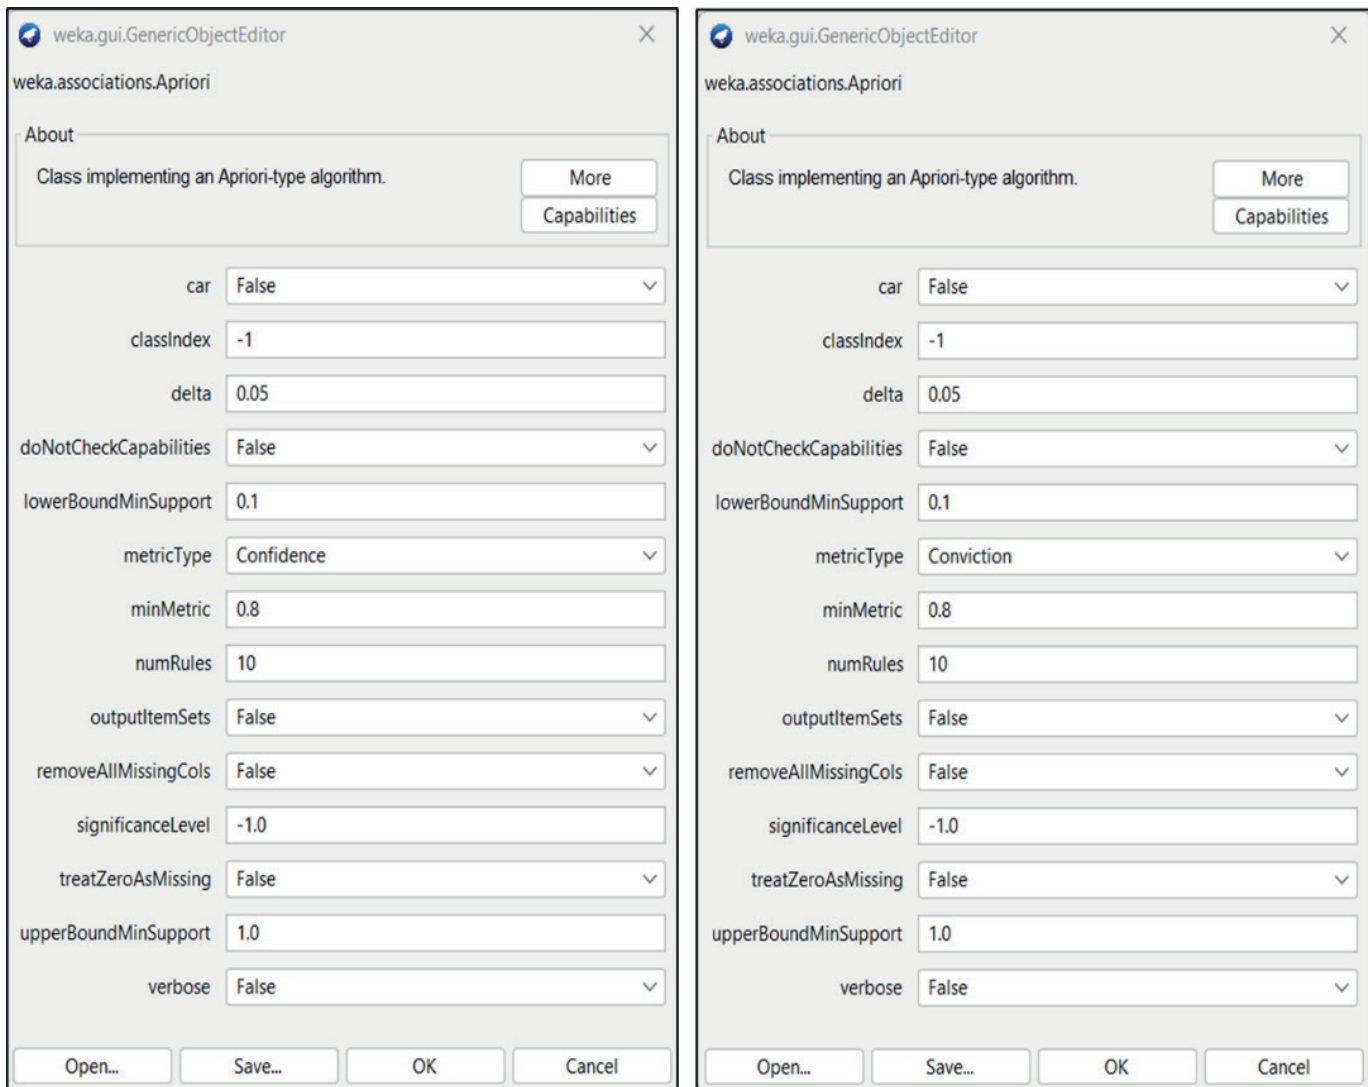 weka.gui.GenericObjectEditor
weka.associations.Apriori
About
Class implementing an Apriori-type algorithm.
More
Capabilities
car False
classIndex -1
delta 0.05
doNotCheckCapabilities False
lowerBoundMinSupport 0.1
metricType Confidence
minMetric 0.8
numRules 10
outputItemSets False
removeAllMissingCols False
significanceLevel -1.0
treatZeroAsMissing False
upperBoundMinSupport 1.0
verbose False
Open... Save... OK Cancel
weka.gui.GenericObjectEditor
weka.associations.Apriori
About
Class implementing an Apriori-type algorithm.
More
Capabilities
car False
classIndex -1
delta 0.05
doNotCheckCapabilities False
lowerBoundMinSupport 0.1
metricType Conviction
minMetric 0.8
numRules 10
outputItemSets False
removeAllMissingCols False
significanceLevel -1.0
treatZeroAsMissing False
upperBoundMinSupport 1.0
verbose False
Open... Save... OK Cancel